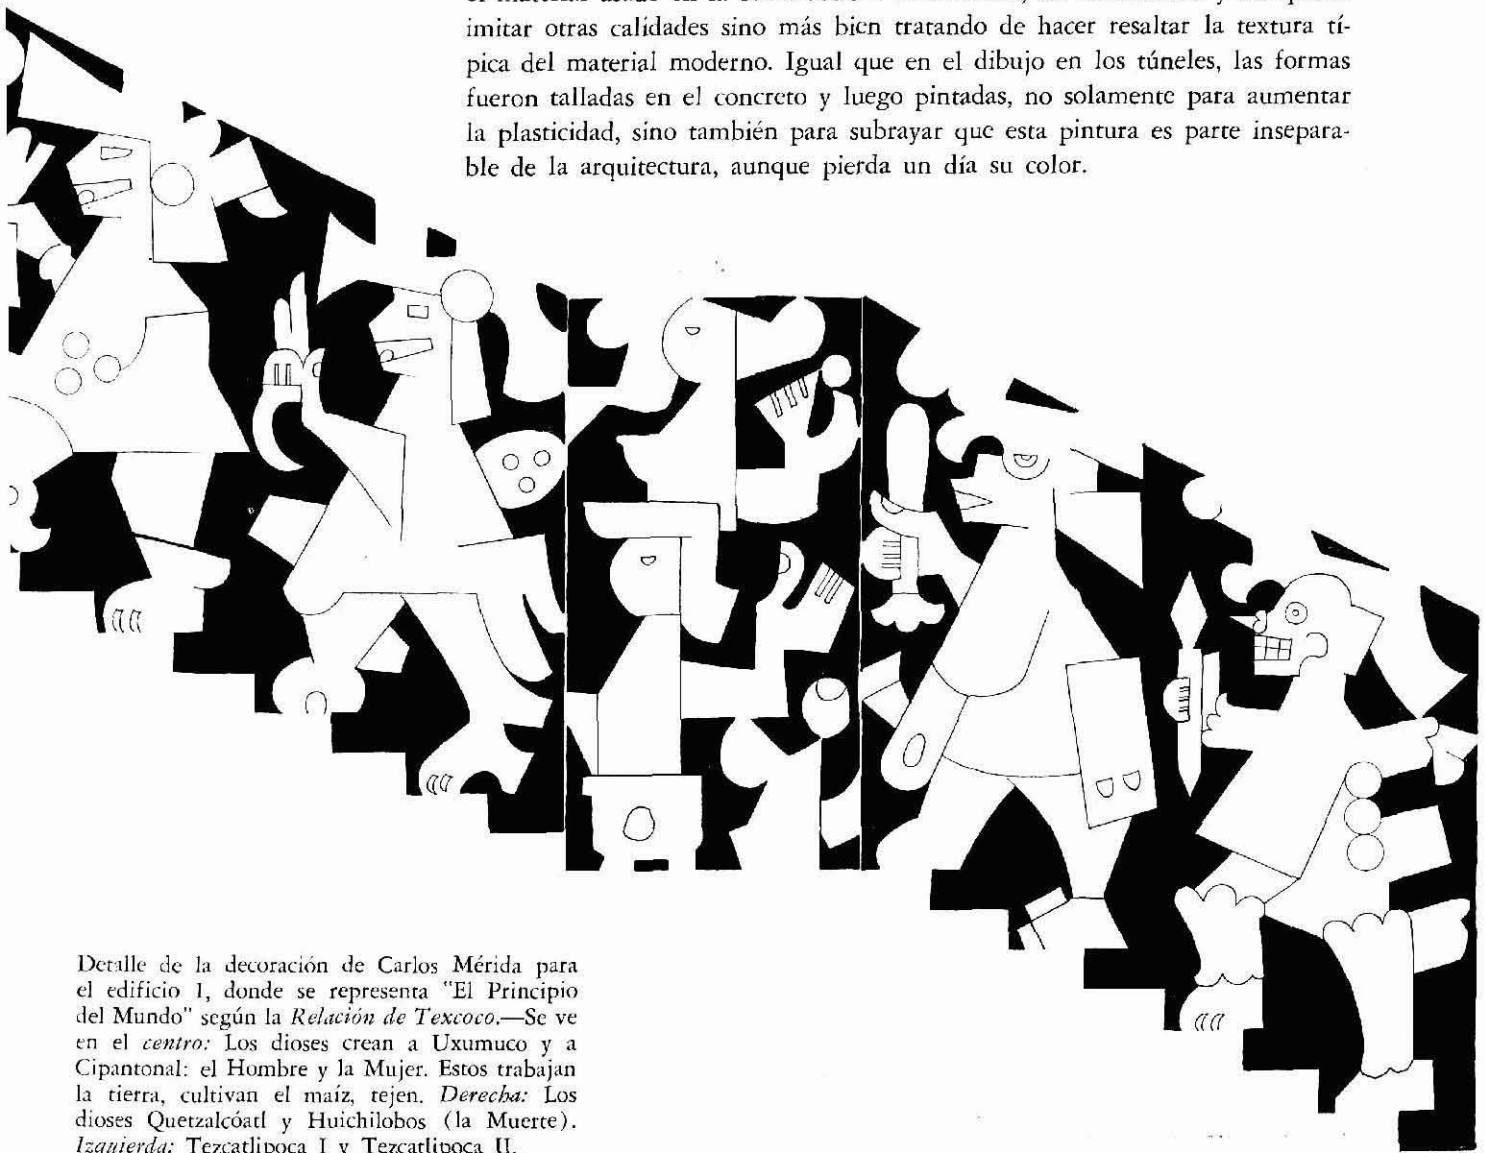 imitar otras calidades sino más bien tratando de hacer resaltar la textura tí-
pica del material moderno. Igual que en el dibujo en los túneles, las formas
fueron talladas en el concreto y luego pintadas, no solamente para aumentar
la plasticidad, sino también para subrayar que esta pintura es parte insepara-
ble de la arquitectura, aunque pierda un día su color.
Detalle de la decoración de Carlos Mérida para
el edificio 1, donde se representa "El Principio
del Mundo" según la Relación de Texcoco.—Se ve
en el centro: Los dioses crean a Uxumuco y a
Cipantonal: el Hombre y la Mujer. Estos trabajan
la tierra, cultivan el maíz, tejen. Derecha: Los
dioses Quetzalcóatl y Huichilobos (la Muerte).
Izquierda: Tezcatlipoca I y Tezcatlipoca II.